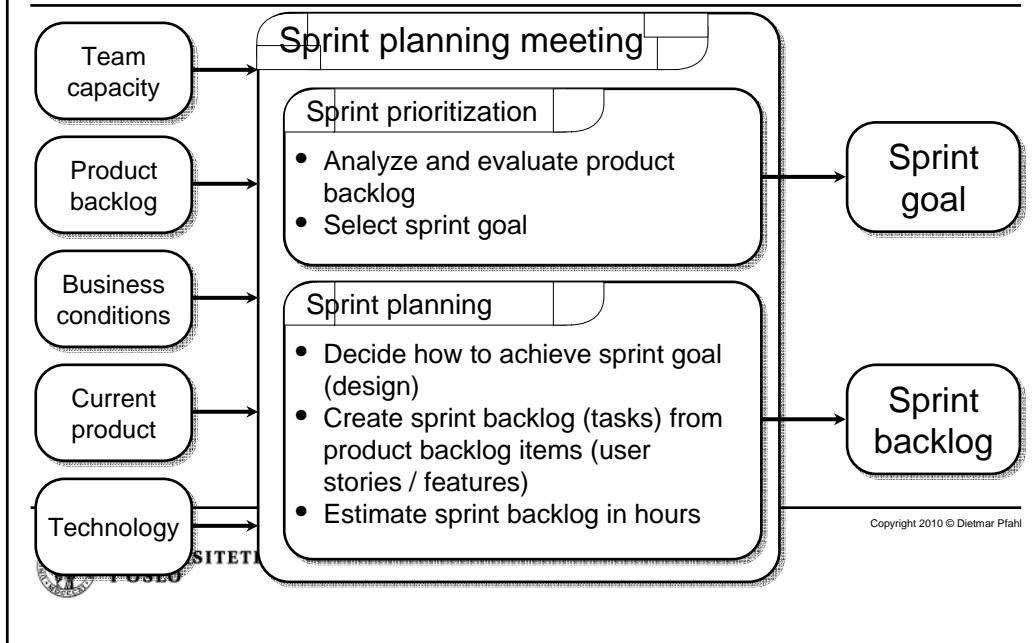 Sprint planning meeting
Team
capacity
Product
backlog
Business
conditions
Current
product
Technology
Sprint prioritization
• Analyze and evaluate product
backlog
• Select sprint goal
Sprint planning
• Decide how to achieve sprint goal
(design)
• Create sprint backlog (tasks) from
product backlog items (user
stories / features)
• Estimate sprint backlog in hours
Sprint
goal
Sprint
backlog
Copyright 2010 © Dietmar Pfahl